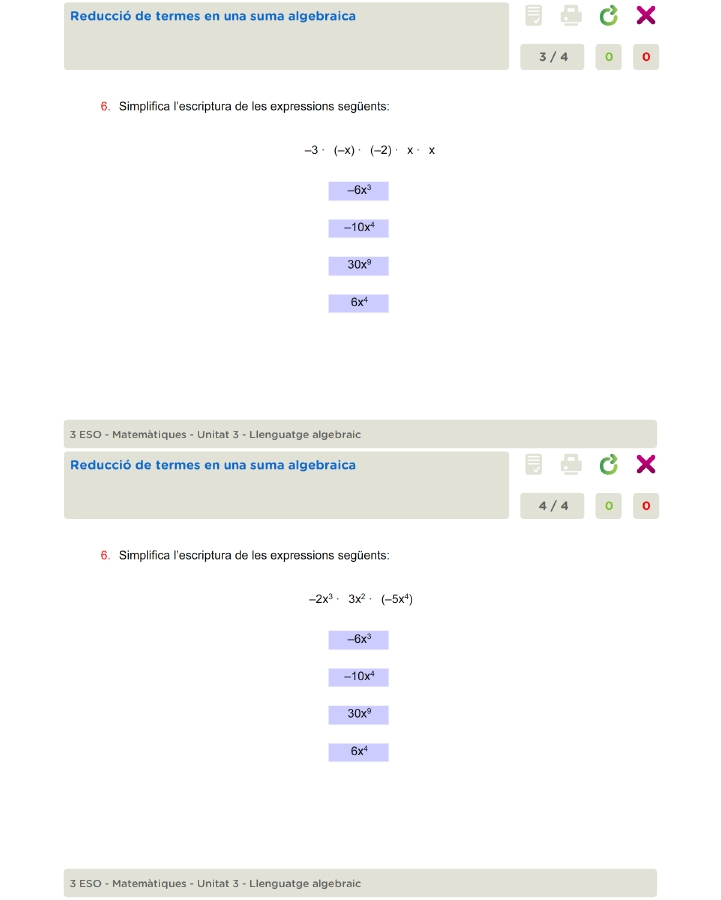 Reducció de termes en una suma algebraica
3 / 4 0 0
6. Simplifica l'escriptura de les expressions següents:
–3 · (–x) · (–2) · x · x
–6x³
–10x⁴
30x⁹
6x⁴
3 ESO - Matemàtiques - Unitat 3 - Llenguatge algebraic
Reducció de termes en una suma algebraica
4 / 4 0 0
6. Simplifica l'escriptura de les expressions següents:
–2x³ · 3x² · (–5x⁴)
–6x³
–10x⁴
30x⁹
6x⁴
3 ESO - Matemàtiques - Unitat 3 - Llenguatge algebraic